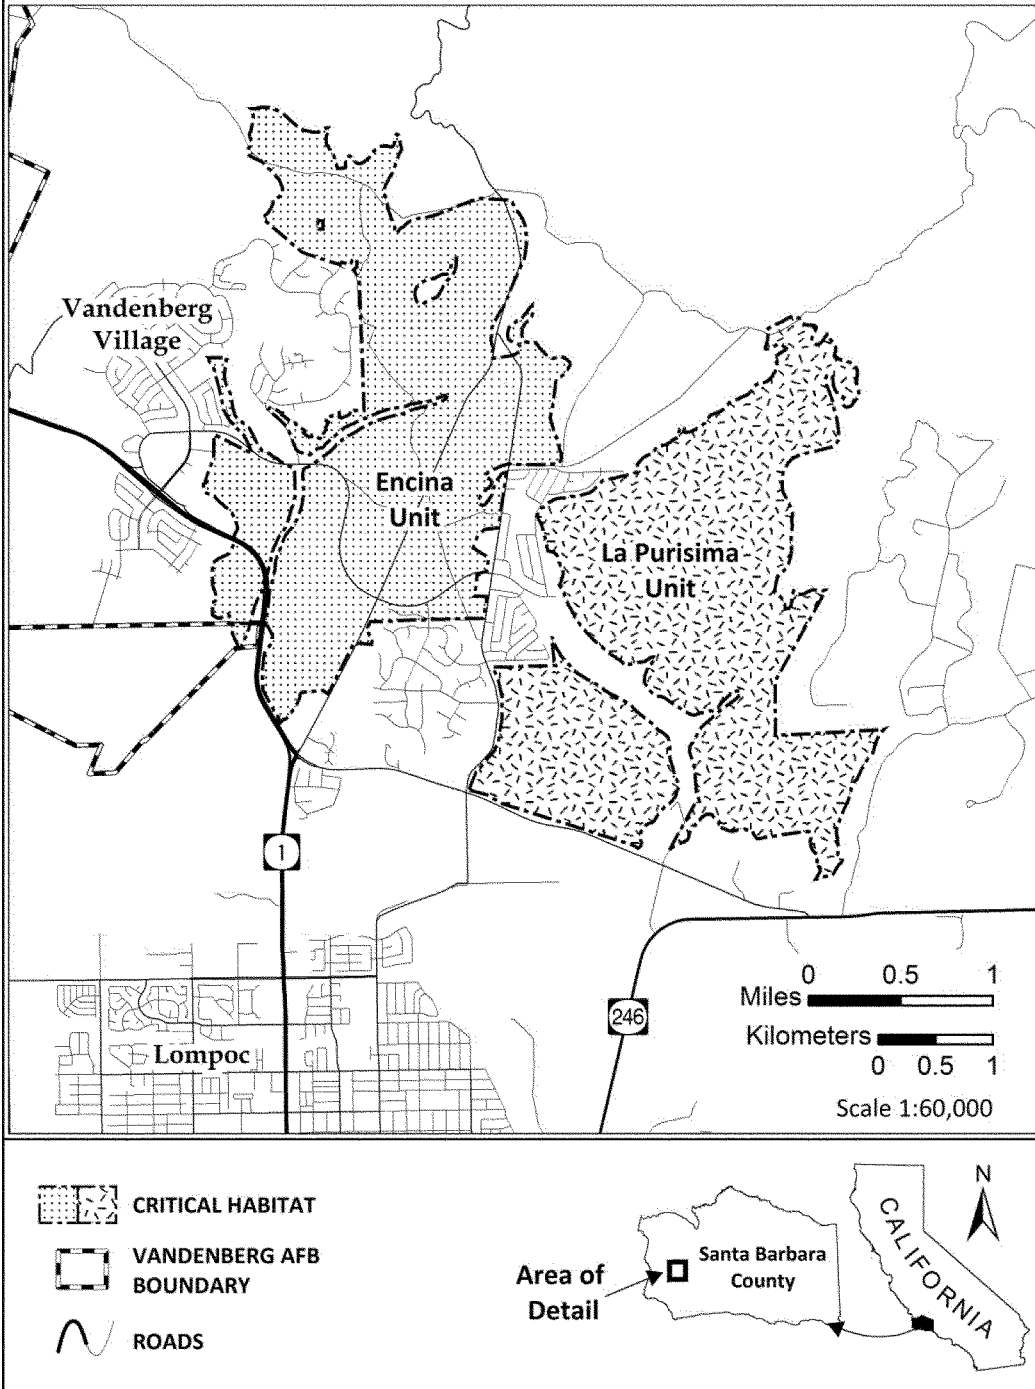 Vandenberg
Village
Encina
Unit
La Purisima
Unit
1
246
0 0.5 1
Miles
Kilometers
0 0.5 1
Scale 1:60,000
Lompoc
CRITICAL HABITAT
VANDENBERG AFB
BOUNDARY
ROADS
Area of
Detail
Santa Barbara
County
CALIFORNIA
N